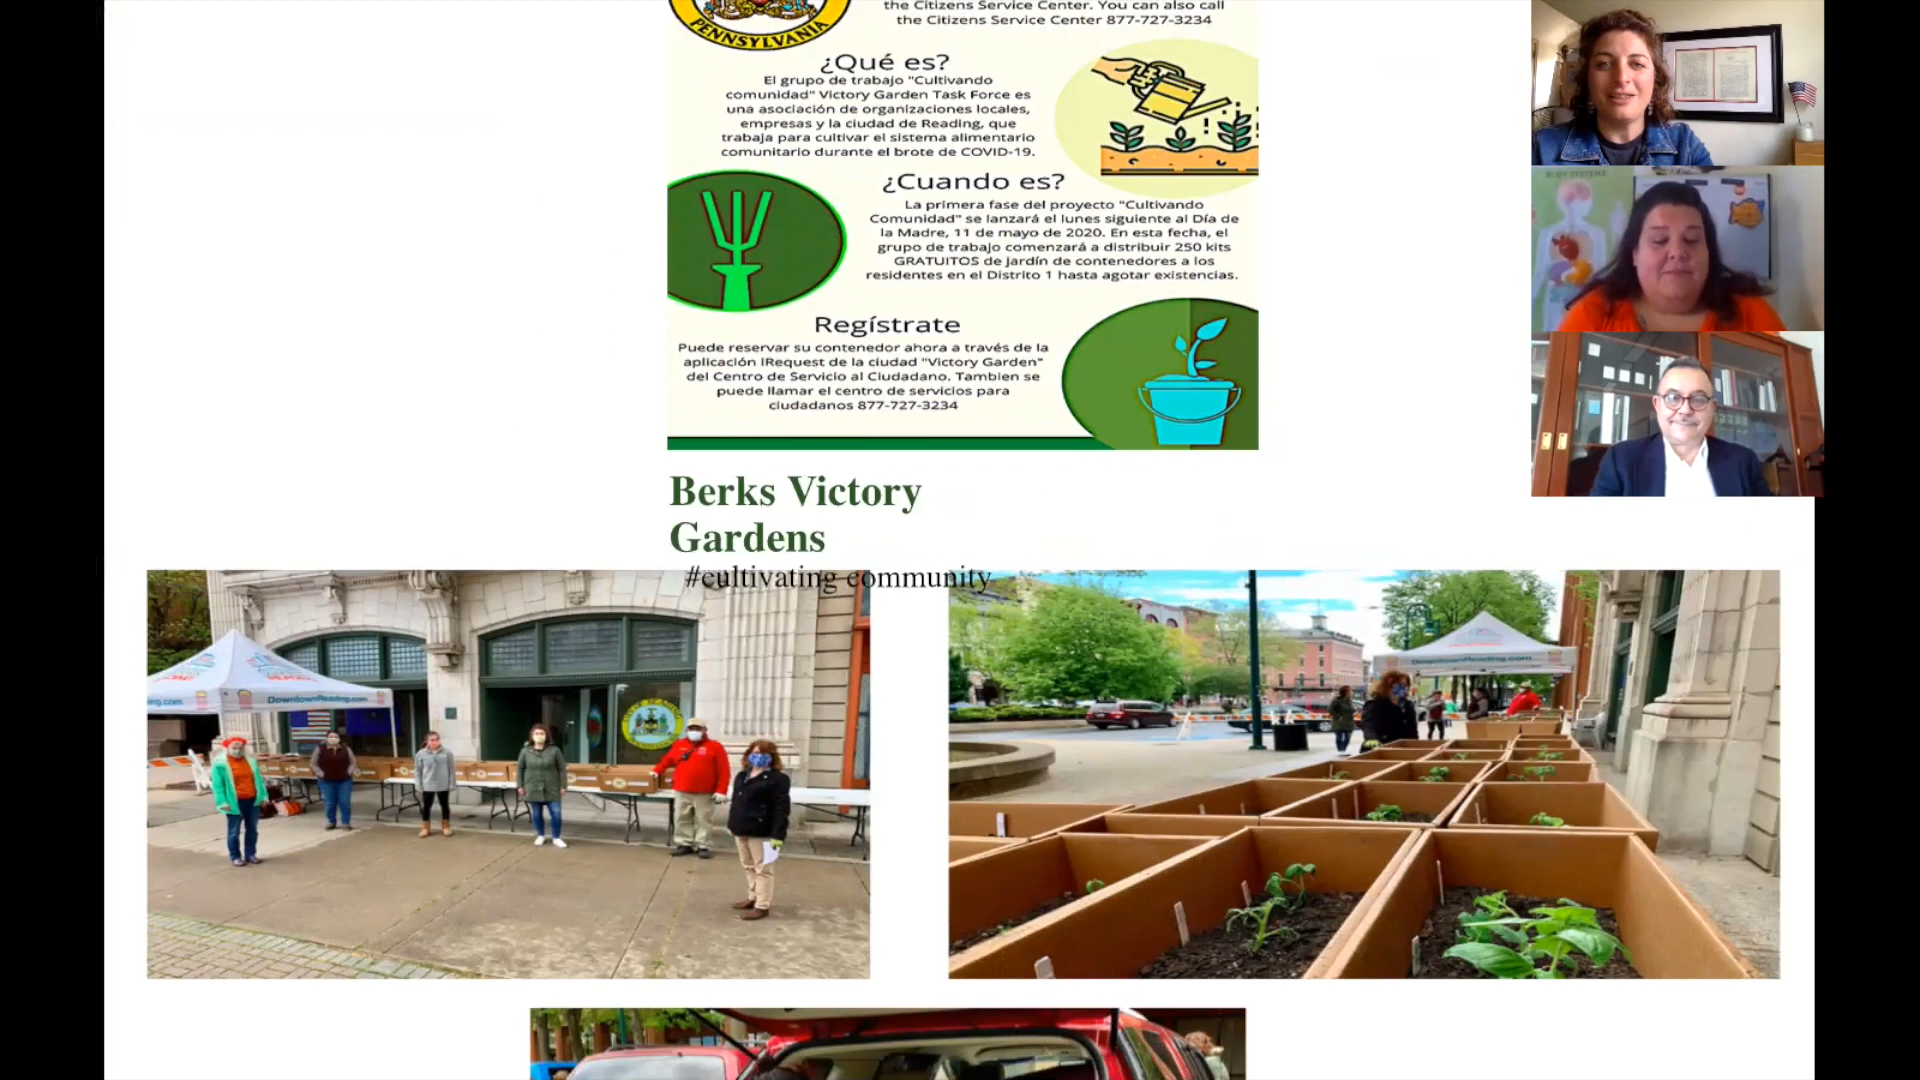 the Citizens Service Center. You can also call
the Citizens Service Center 877-727-3234
PENNSYLVANIA
¿Qué es?
El grupo de trabajo "Cultivando
comunidad" Victory Garden Task Force es
una asociación de organizaciones locales,
empresas y la ciudad de Reading, que
trabaja para cultivar el sistema alimentario
comunitario durante el brote de COVID-19.
¿Cuando es?
La primera fase del proyecto "Cultivando
Comunidad" se lanzará el lunes siguiente al Día de
la Madre, 11 de mayo de 2020. En esta fecha, el
grupo de trabajo comenzará a distribuir 250 kits
GRATUITOS de jardín de contenedores a los
residentes en el Distrito 1 hasta agotar existencias.
Regístrate
Puede reservar su contenedor ahora a través de la
aplicación IRequest de la ciudad "Victory Garden"
del Centro de Servicio al Ciudadano. Tambien se
puede llamar el centro de servicios para
ciudadanos 877-727-3234
BODY SYSTEMS
Berks Victory
Gardens
#cultivating community
DowntownReading.com
DowntownReading.com